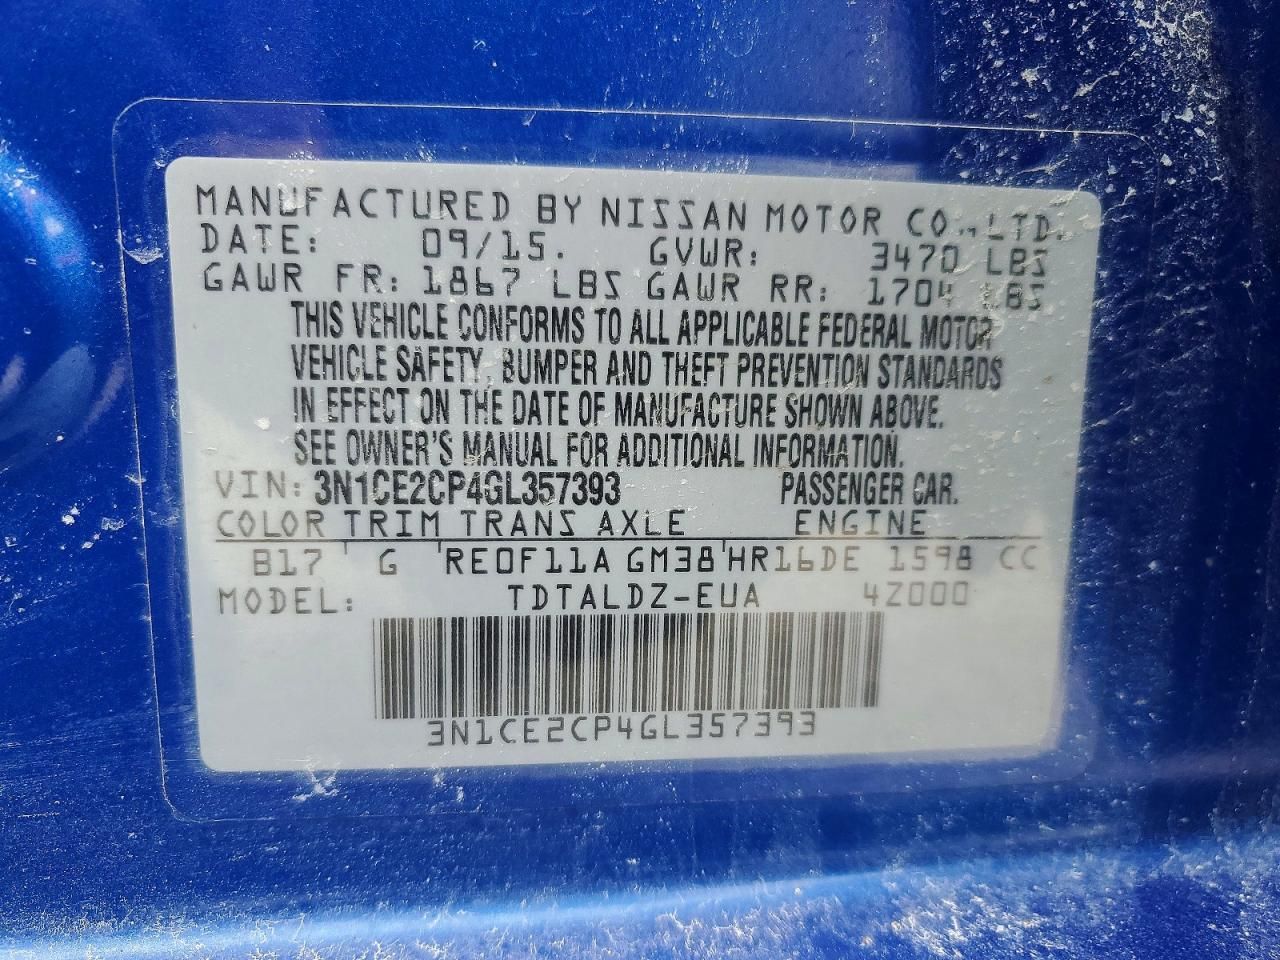 MANUFACTURED BY NISSAN MOTOR CO.,LTD.
DATE: 09/15. GVWR: 3470 LBS
GAWR FR: 1867 LBS GAWR RR: 1704 LBS
THIS VEHICLE CONFORMS TO ALL APPLICABLE FEDERAL MOTOR
VEHICLE SAFETY, BUMPER AND THEFT PREVENTION STANDARDS
IN EFFECT ON THE DATE OF MANUFACTURE SHOWN ABOVE.
SEE OWNER'S MANUAL FOR ADDITIONAL INFORMATION.
VIN: 3N1CE2CP4GL357393 PASSENGER CAR.
COLOR TRIM TRANS AXLE ENGINE
B17 G RE0F11A GM38 HR16DE 1598 CC
MODEL: TDTALDZ-EUA 4Z000
3N1CE2CP4GL357393